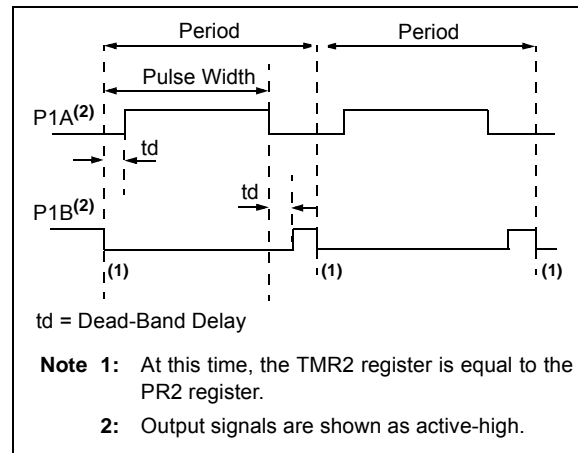 Period Period
Pulse Width
P1A(2)
td
td
P1B(2)
(1) (1) (1)
td = Dead-Band Delay
Note 1: At this time, the TMR2 register is equal to the
PR2 register.
2: Output signals are shown as active-high.